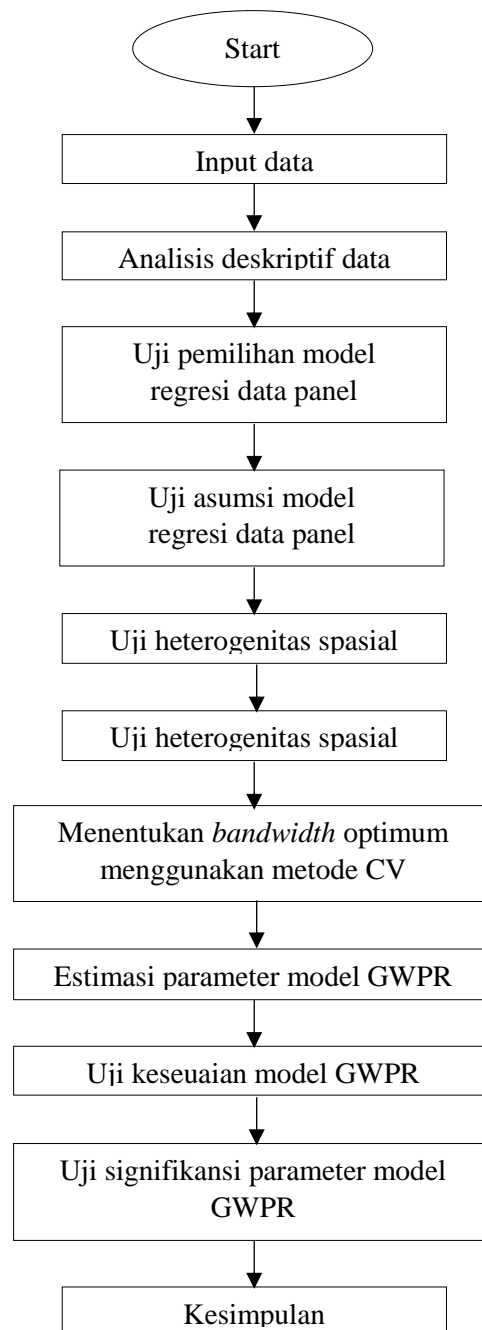 Start
Input data
Analisis deskriptif data
Uji pemilihan model
regresi data panel
Uji asumsi model
regresi data panel
Uji heterogenitas spasial
Uji heterogenitas spasial
Menentukan bandwidth optimum
menggunakan metode CV
Estimasi parameter model GWPR
Uji keseuaian model GWPR
Uji signifikansi parameter model
GWPR
Kesimpulan